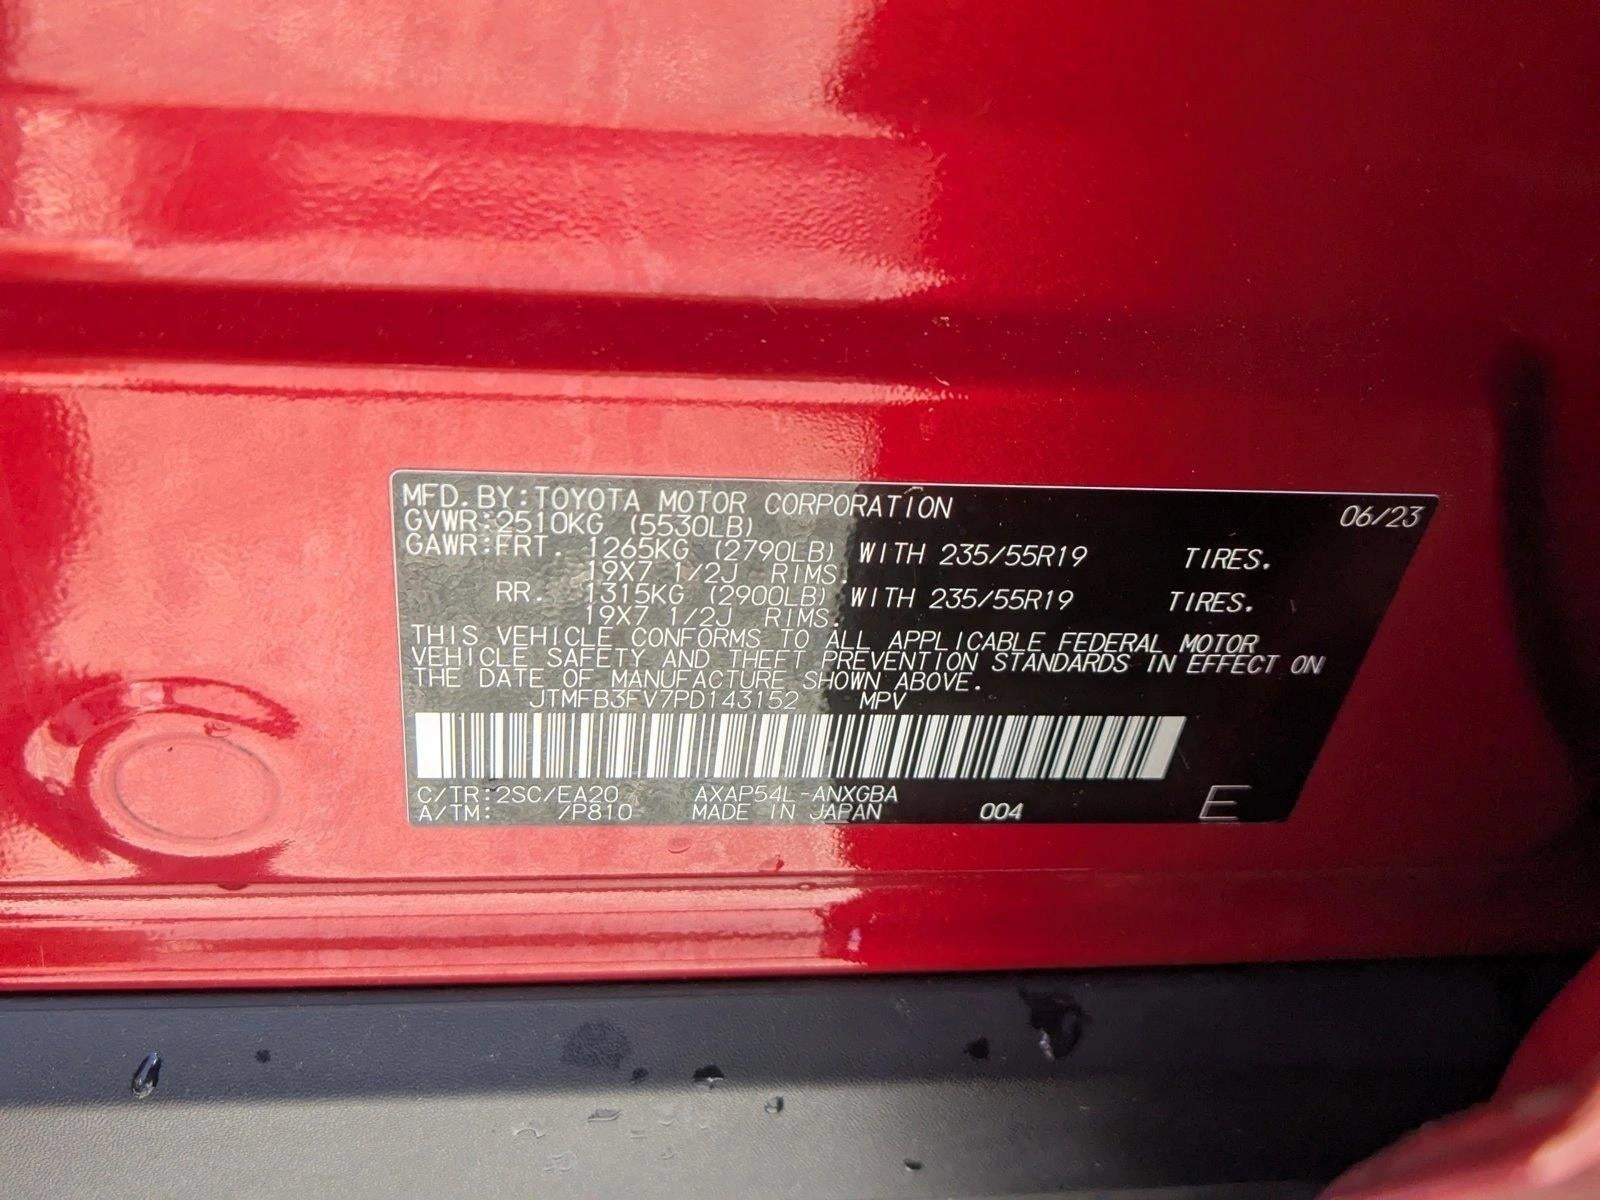 MFD.BY:TOYOTA MOTOR CORPORATION 06/23
GVWR:2510KG (5530LB)
GAWR:FRT. 1265KG (2790LB) WITH 235/55R19 TIRES.
19X7 1/2J RIMS.
RR. 1315KG (2900LB) WITH 235/55R19 TIRES.
19X7 1/2J RIMS.
THIS VEHICLE CONFORMS TO ALL APPLICABLE FEDERAL MOTOR
VEHICLE SAFETY AND THEFT PREVENTION STANDARDS IN EFFECT ON
THE DATE OF MANUFACTURE SHOWN ABOVE.
JTMFB3FV7PD143152 MPV
C/TR:2SC/EA20 AXAP54L-ANXGBA
A/TM: /P810 MADE IN JAPAN 004 E